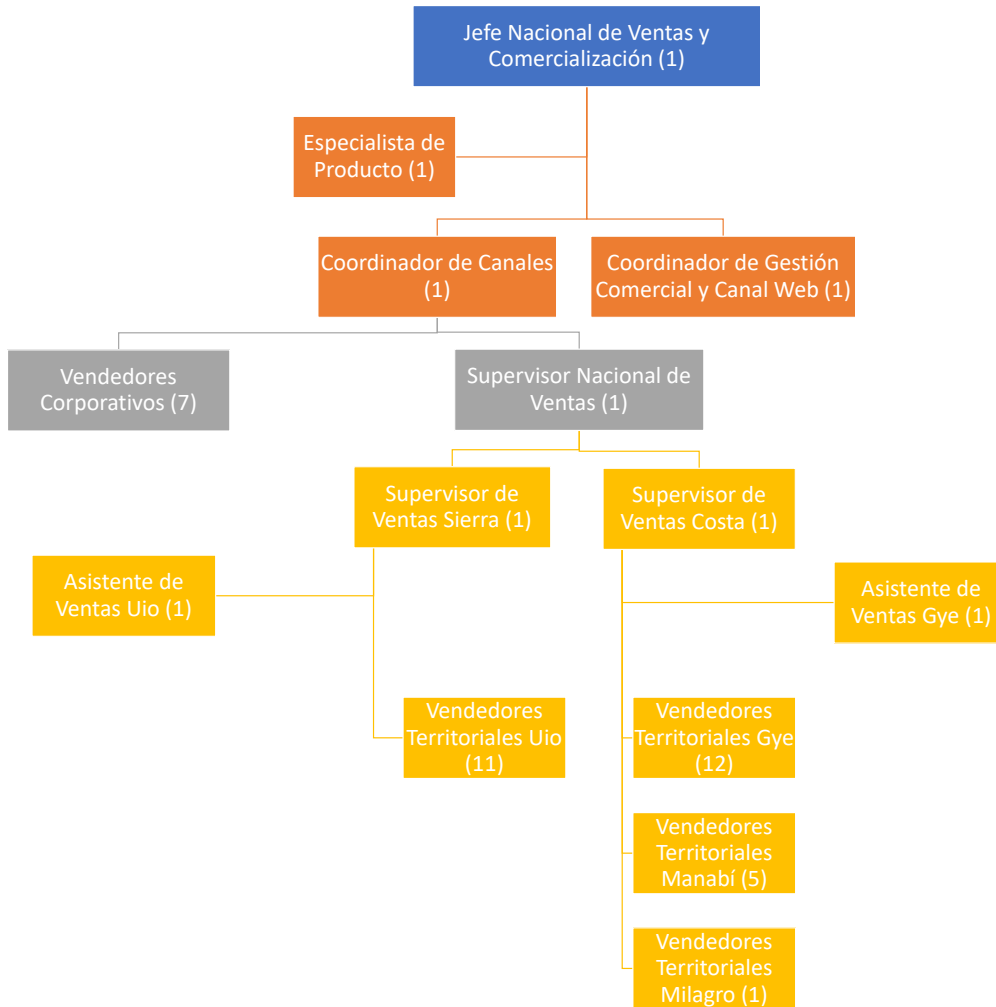 Jefe Nacional de Ventas y
Comercialización (1)
Especialista de
Producto (1)
Coordinador de Canales
(1)
Coordinador de Gestión
Comercial y Canal Web (1)
Vendedores
Corporativos (7)
Supervisor Nacional de
Ventas (1)
Supervisor de
Ventas Sierra (1)
Supervisor de
Ventas Costa (1)
Asistente de
Ventas Uio (1)
Asistente de
Ventas Gye (1)
Vendedores
Territoriales Uio
(11)
Vendedores
Territoriales Gye
(12)
Vendedores
Territoriales
Manabí (5)
Vendedores
Territoriales
Milagro (1)